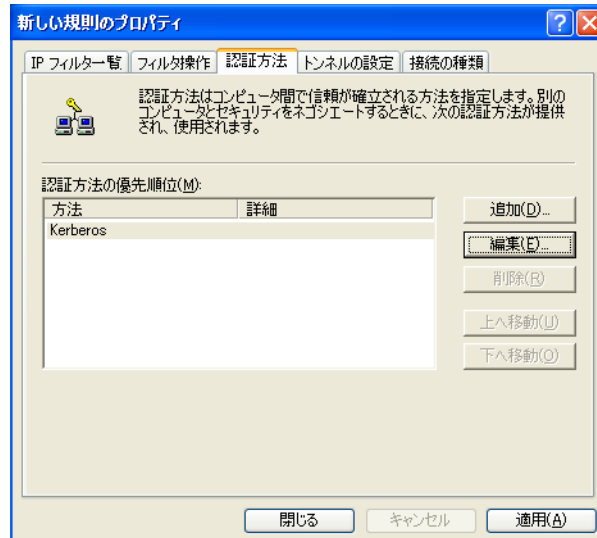 新しい規則のプロパティ
IP フィルター覧 フィルタ操作 認証方法 トンネルの設定 接続の種類
認証方法はコンピュータ間で信頼が確立される方法を指定します。別の
コンピュータとセキュリティをネゴシエートするときに、次の認証方法が提供
され、使用されます。
認証方法の優先順位(M):
方法 詳細
Kerberos
追加(D)...
編集(E)...
削除(R)
上へ移動(U)
下へ移動(O)
閉じる キャンセル 適用(A)